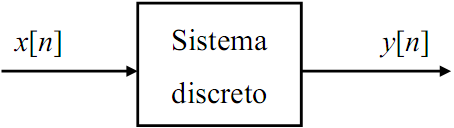 x[n]
Sistema
discreto
y[n]